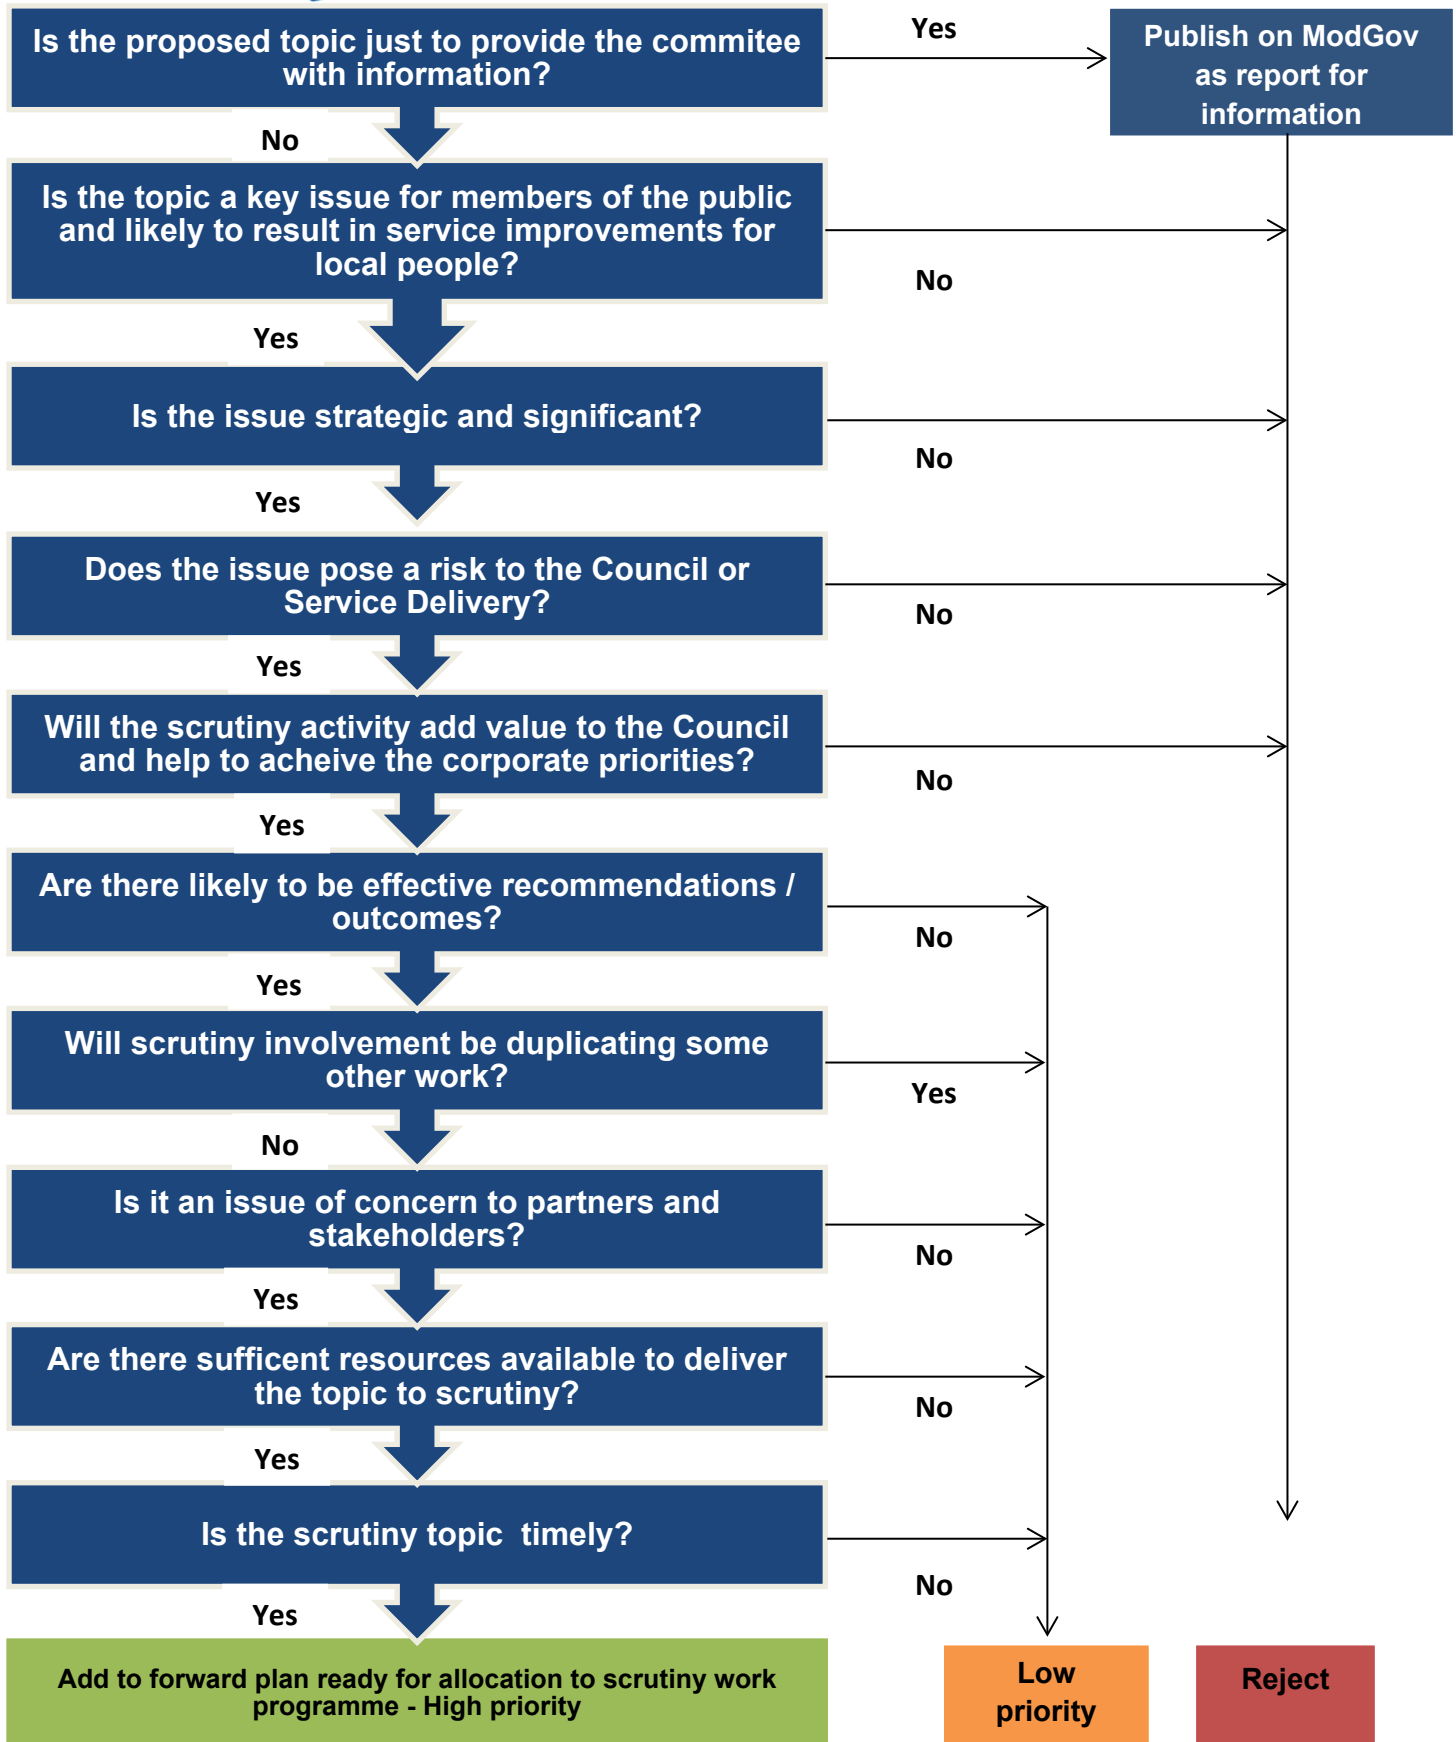 Is the proposed topic just to provide the commitee
with information?
Yes
Publish on ModGov
as report for
information
No
Is the topic a key issue for members of the public
and likely to result in service improvements for
local people?
No
Yes
Is the issue strategic and significant?
No
Yes
Does the issue pose a risk to the Council or
Service Delivery?
No
Yes
Will the scrutiny activity add value to the Council
and help to acheive the corporate priorities?
No
Yes
Are there likely to be effective recommendations /
outcomes?
No
Yes
Will scrutiny involvement be duplicating some
other work?
Yes
No
Is it an issue of concern to partners and
stakeholders?
No
Yes
Are there sufficent resources available to deliver
the topic to scrutiny?
No
Yes
Is the scrutiny topic  timely?
No
Yes
Add to forward plan ready for allocation to scrutiny work
programme - High priority
Low
priority
Reject